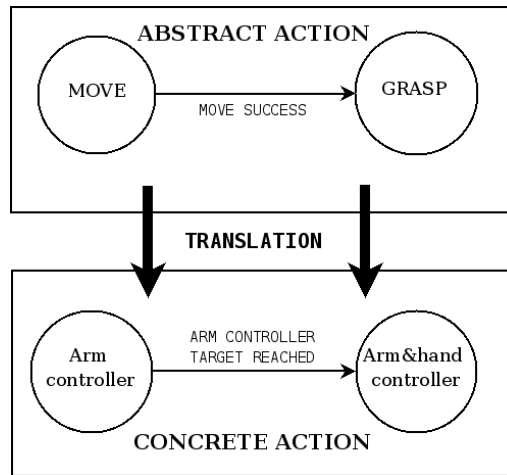 ABSTRACT ACTION
MOVE
GRASP
MOVE SUCCESS
TRANSLATION
ARM CONTROLLER
TARGET REACHED
Arm
controller
Arm&hand
controller
CONCRETE ACTION